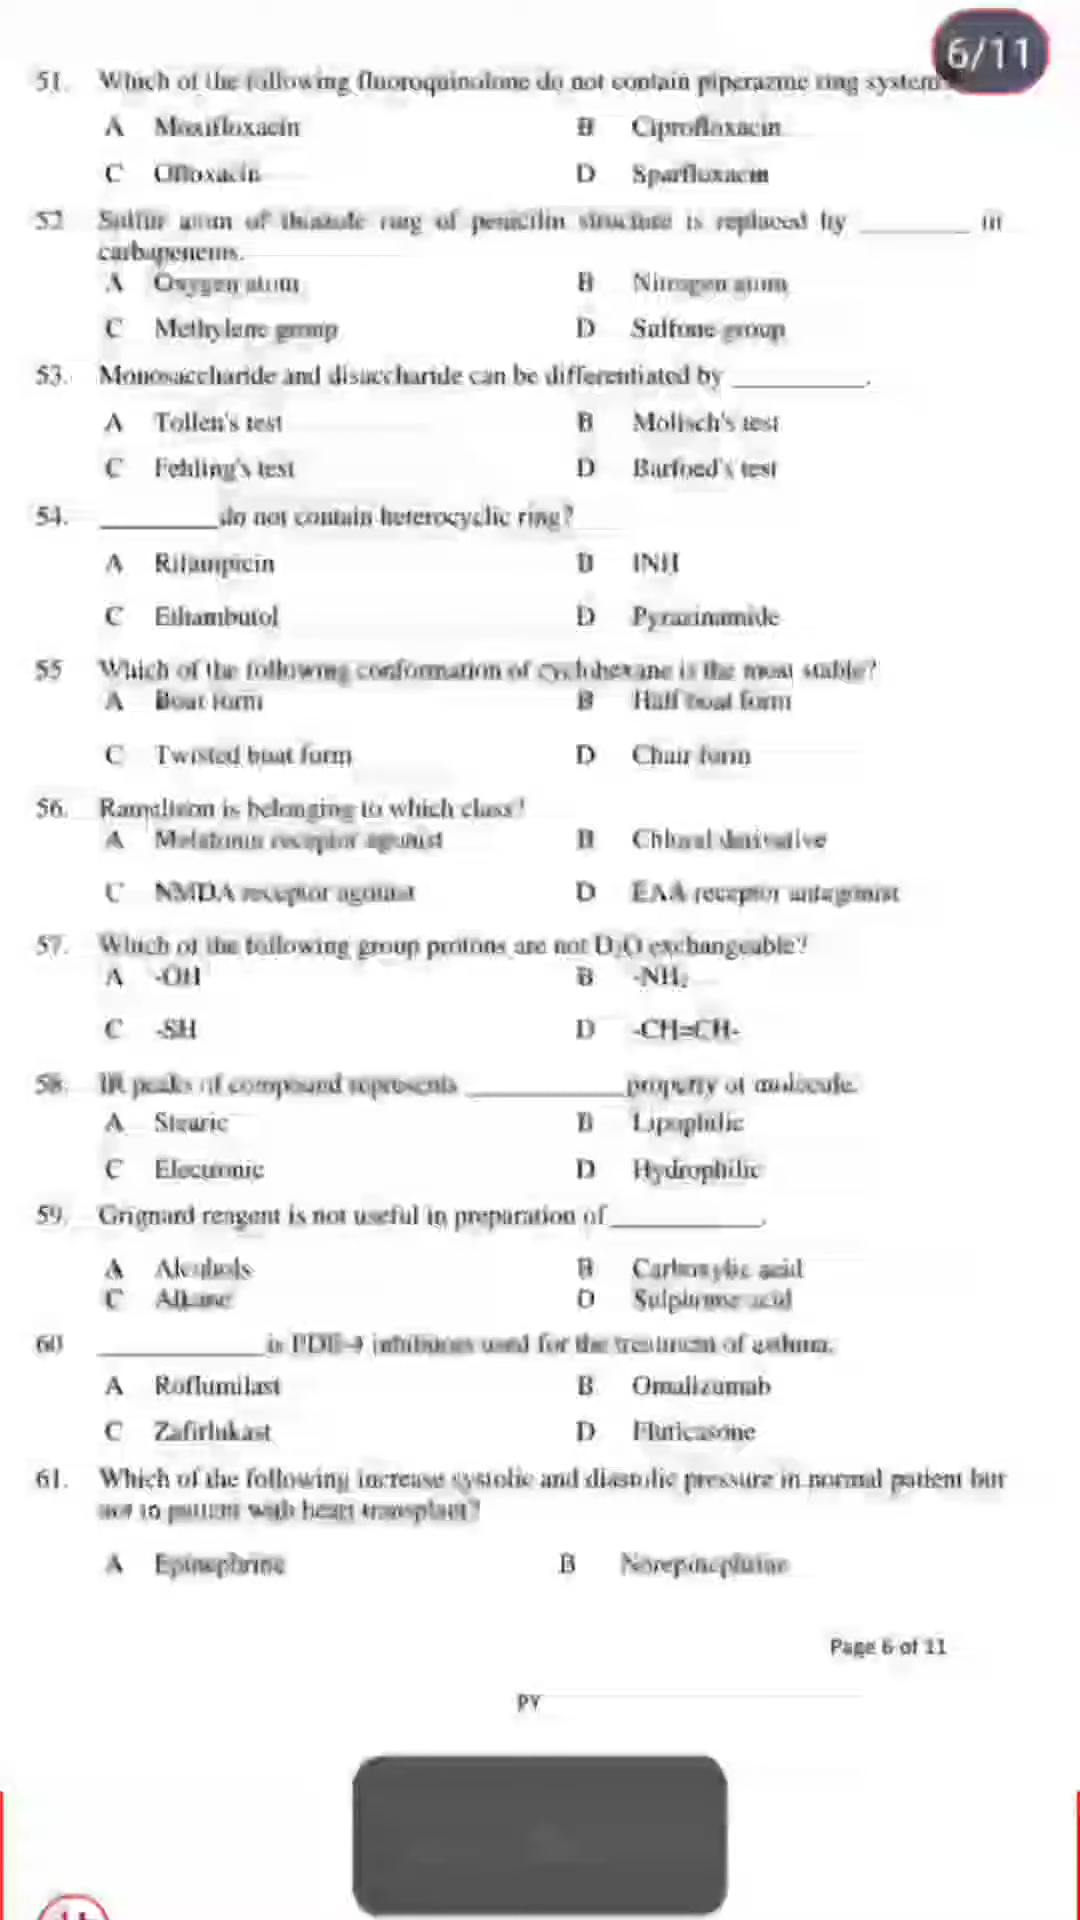 6/11
51. Which of the following fluoroquinolone do not contain piperazine ring system
A Moxifloxacin B Ciprofloxacin
C Ofloxacin D Sparfloxacin
52 Sulfur atom of thiazole ring of penicilin structure is replaced by ________ in
carbapenems.
A Oxygen atom B Nitrogen atom
C Methylene group D Sulfone group
53. Monosaccharide and disaccharide can be differentiated by __________.
A Tollen's test B Molisch's test
C Fehling's test D Barfoed's test
54. _________ do not contain heterocyclic ring?
A Rifampicin B INH
C Ethambutol D Pyrazinamide
55 Which of the following conformation of cyclohexane is the most stable?
A Boat form B Half boat form
C Twisted boat form D Chair form
56. Ramelteon is belonging to which class?
A Melatonin receptor agonist B Chloral derivative
C NMDA receptor agonist D EAA receptor antagonist
57. Which of the following group protons are not D₂O exchangeable?
A -OH B -NH₂
C -SH D -CH=CH-
58. IR peaks of compound represents ____________ property of molecule.
A Stearic B Lipophilic
C Electronic D Hydrophilic
59. Grignard reagent is not useful in preparation of ___________.
A Alcohols B Carboxylic acid
C Alkane D acid
60 ____________ is PDE-4 inhibitors used for the treatment of asthma.
A Roflumilast B Omalizumab
C Zafirlukast D Fluticasone
61. Which of the following increase systolic and diastolic pressure in normal patient but
not in patient with heart transplant?
A Epinephrine B Norepinephrine
Page 6 of 11
PY